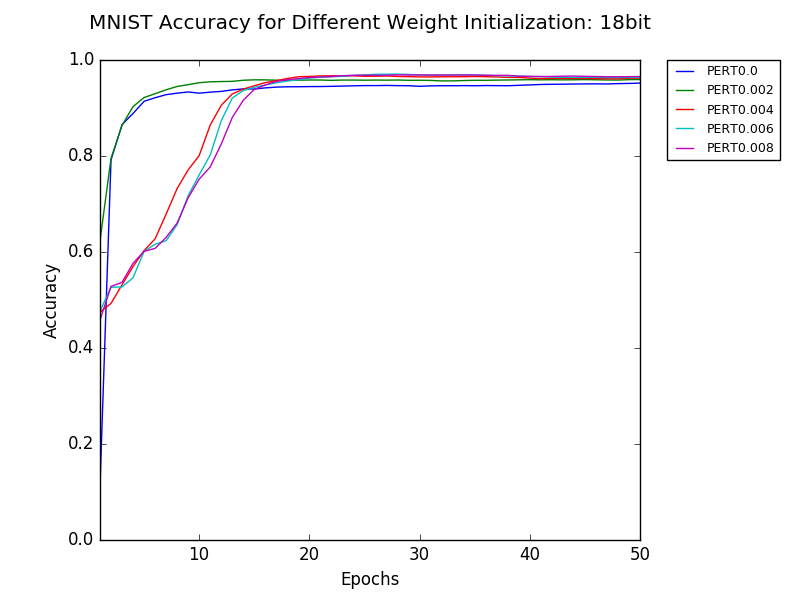 MNIST Accuracy for Different Weight Initialization: 18bit
1.0
0.8
0.6
0.4
0.2
0.0
Accuracy
10
20
30
40
50
Epochs
PERT0.0
PERT0.002
PERT0.004
PERT0.006
PERT0.008